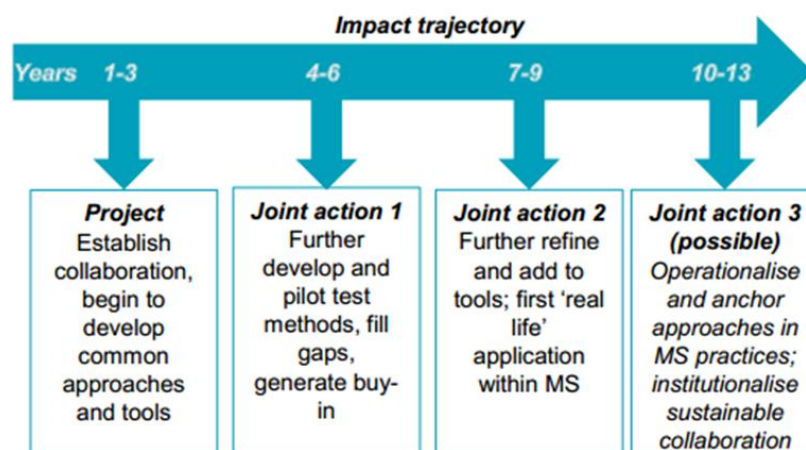 Impact trajectory
Years 1-3 4-6 7-9 10-13
Project
Establish
collaboration,
begin to
develop
common
approaches
and tools
Joint action 1
Further
develop and
pilot test
methods, fill
gaps,
generate buy-
in
Joint action 2
Further refine
and add to
tools; first ‘real
life’
application
within MS
Joint action 3
(possible)
Operationalise
and anchor
approaches in
MS practices;
institutionalise
sustainable
collaboration